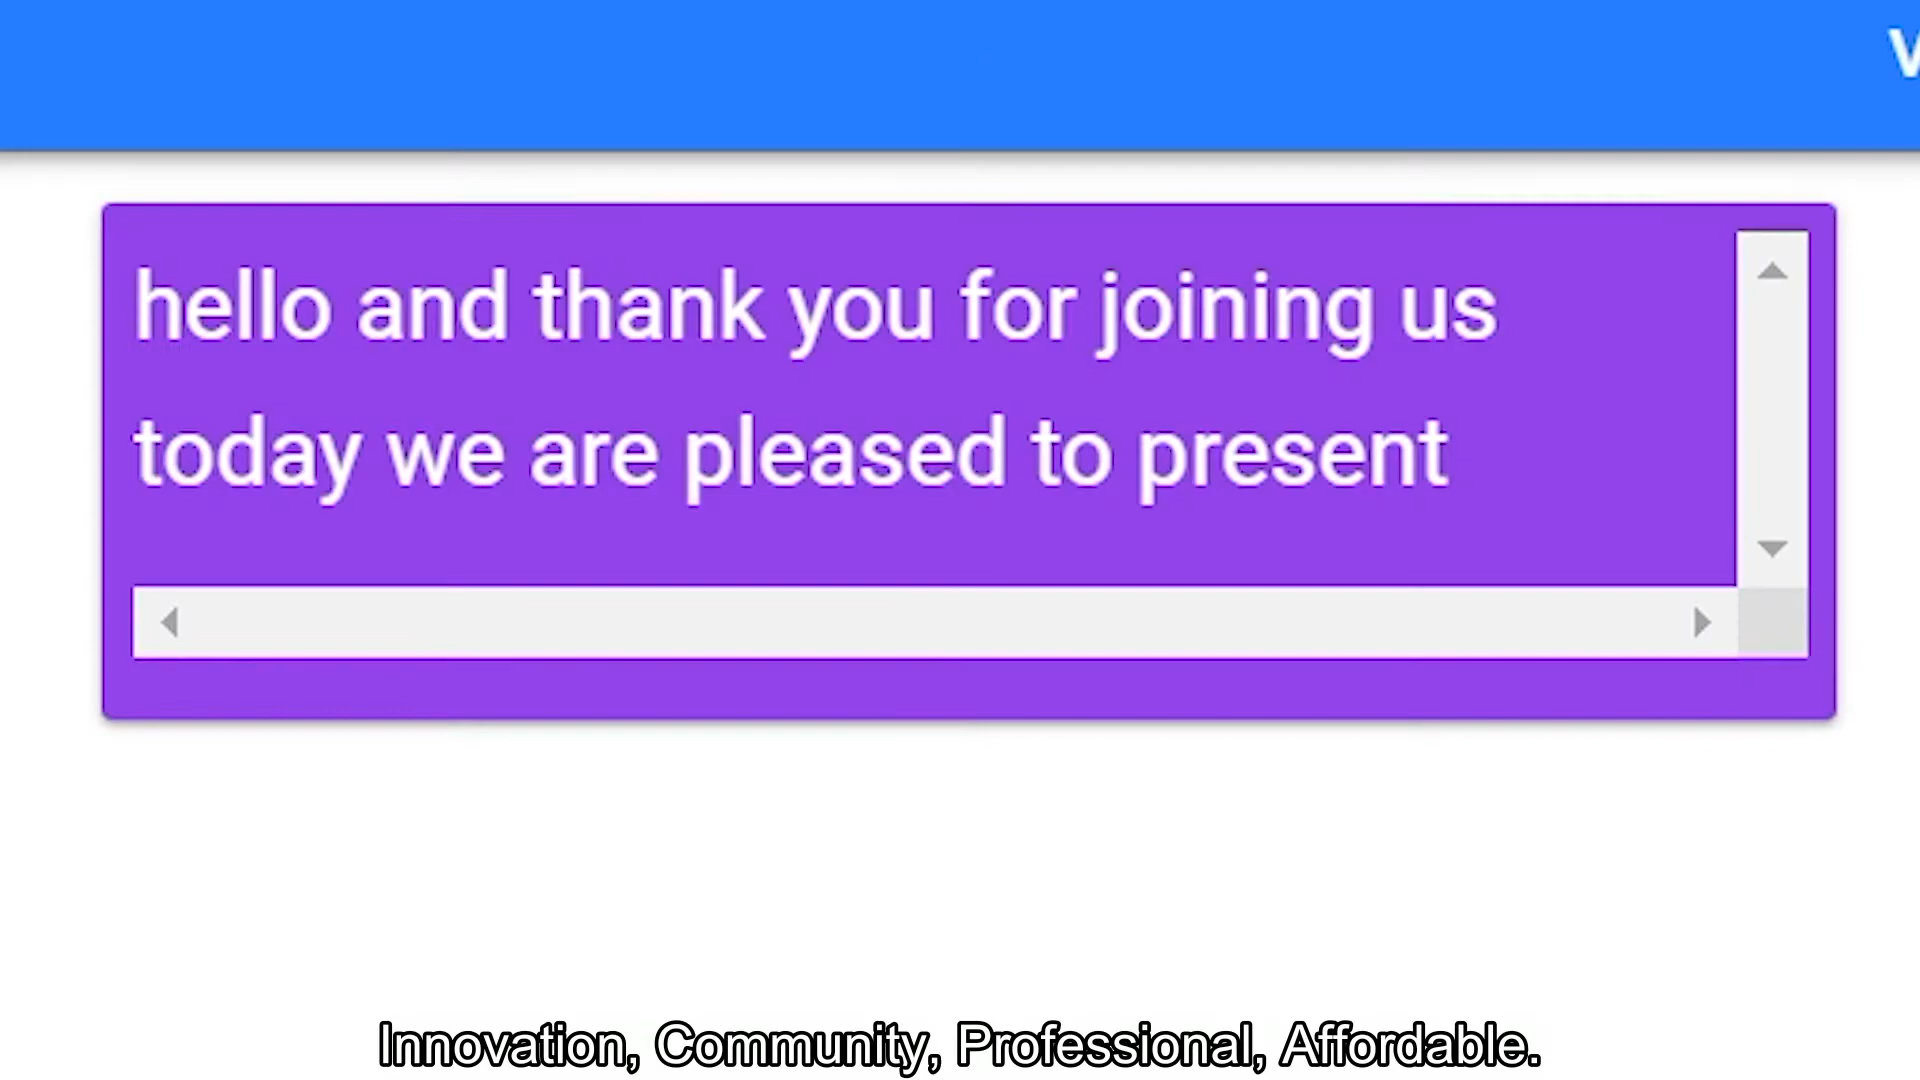 V
hello and thank you for joining us
today we are pleased to present
Innovation, Community, Professional, Affordable.